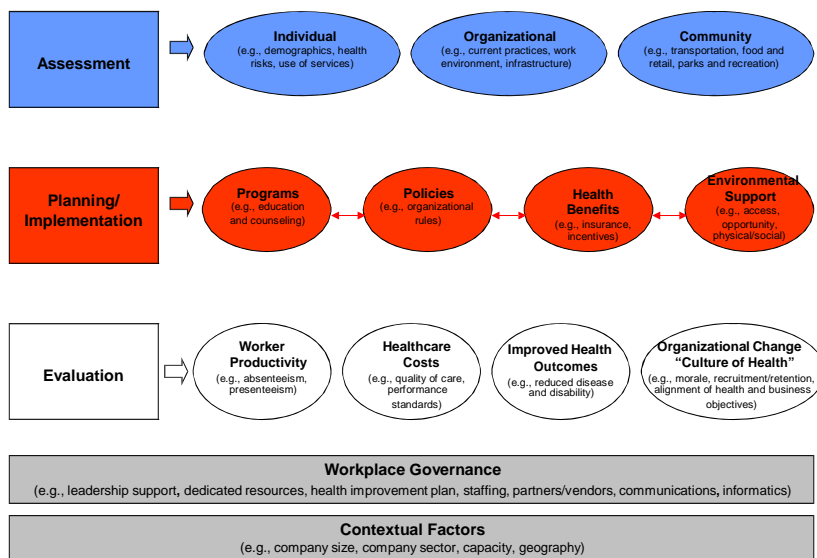 Assessment
Individual
(e.g., demographics, health
risks, use of services)
Organizational
(e.g., current practices, work
environment, infrastructure)
Community
(e.g., transportation, food and
retail, parks and recreation)
Planning/
Implementation
Programs
(e.g., education
and counseling)
Policies
(e.g., organizational
rules)
Health
Benefits
(e.g., insurance,
incentives)
Environmental
Support
(e.g., access,
opportunity,
physical/social)
Evaluation
Worker
Productivity
(e.g., absenteeism,
presenteeism)
Healthcare
Costs
(e.g., quality of care,
performance
standards)
Improved Health
Outcomes
(e.g., reduced disease
and disability)
Organizational Change
“Culture of Health”
(e.g., morale, recruitment/retention,
alignment of health and business
objectives)
Workplace Governance
(e.g., leadership support, dedicated resources, health improvement plan, staffing, partners/vendors, communications, informatics)
Contextual Factors
(e.g., company size, company sector, capacity, geography)